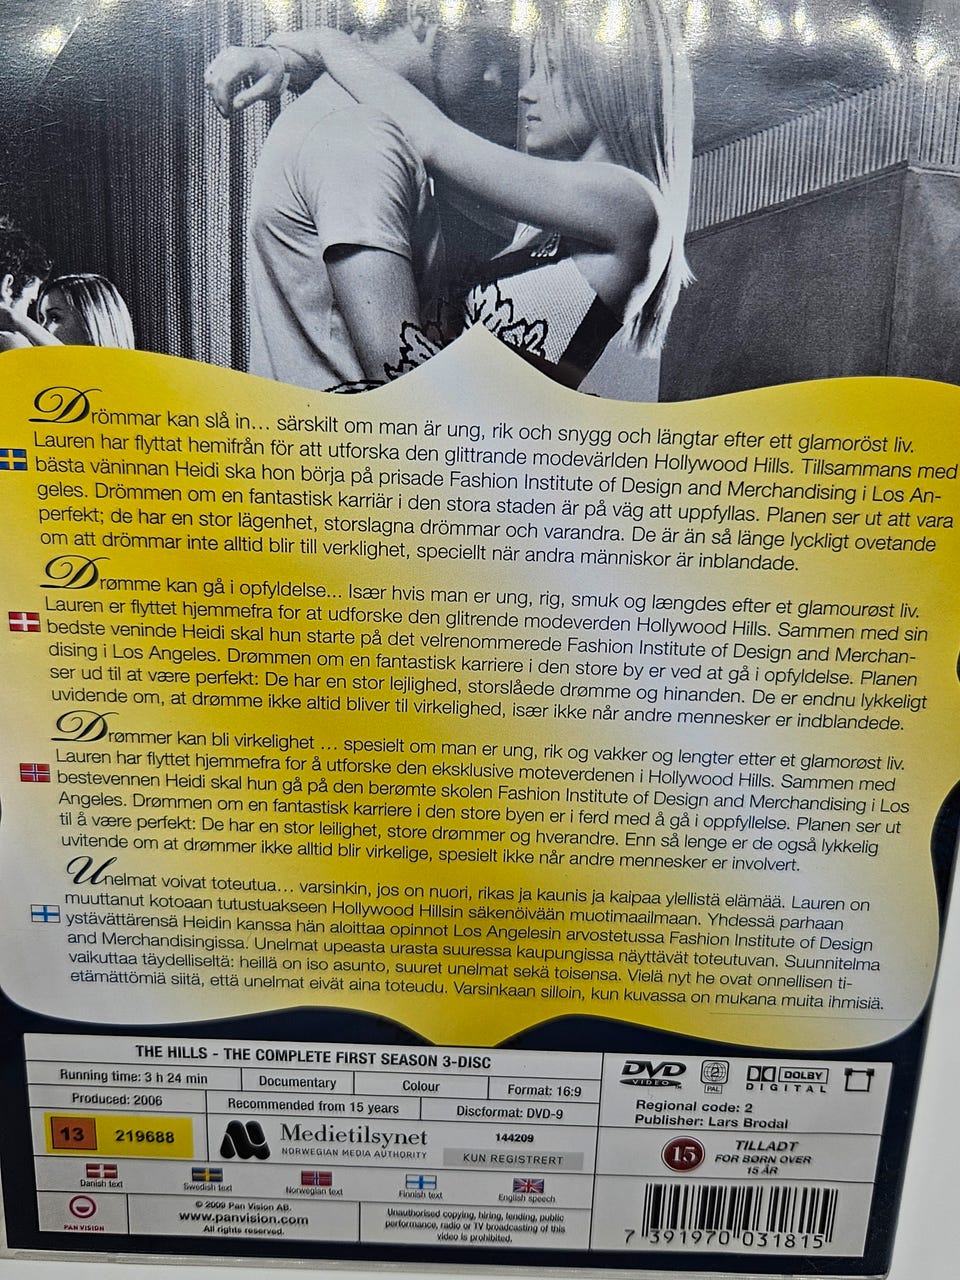 Drömmar kan slå in... särskilt om man är ung, rik och snygg och längtar efter ett glamoröst liv.
Lauren har flyttat hemifrån för att utforska den glittrande modevärlden Hollywood Hills. Tillsammans med
bästa väninnan Heidi ska hon börja på prisade Fashion Institute of Design and Merchandising i Los An-
geles. Drömmen om en fantastisk karriär i den stora staden är på väg att uppfyllas. Planen ser ut att vara
perfekt; de har en stor lägenhet, storslagna drömmar och varandra. De är än så länge lyckligt ovetande
om att drömmar inte alltid blir till verklighet, speciellt när andra människor är inblandade.
Drømme kan gå i opfyldelse... Især hvis man er ung, rig, smuk og længdes efter et glamourøst liv.
Lauren er flyttet hjemmefra for at udforske den glitrende modeverden Hollywood Hills. Sammen med sin
bedste veninde Heidi skal hun starte på det velrenommerede Fashion Institute of Design and Merchan-
dising i Los Angeles. Drømmen om en fantastisk karriere i den store by er ved at gå i opfyldelse. Planen
ser ud til at være perfekt: De har en stor lejlighed, storslåede drømme og hinanden. De er endnu lykkeligt
uvidende om, at drømme ikke altid bliver til virkelighed, især ikke når andre mennesker er indblandede.
Drømmer kan bli virkelighet ... spesielt om man er ung, rik og vakker og lengter etter et glamorøst liv.
Lauren har flyttet hjemmefra for å utforske den eksklusive moteverdenen i Hollywood Hills. Sammen med
bestevennen Heidi skal hun gå på den berømte skolen Fashion Institute of Design and Merchandising i Los
Angeles. Drømmen om en fantastisk karriere i den store byen er i ferd med å gå i oppfyllelse. Planen ser ut
til å være perfekt: De har en stor leilighet, store drømmer og hverandre. Enn så lenge er de også lykkelig
uvitende om at drømmer ikke alltid blir virkelige, spesielt ikke når andre mennesker er involvert.
Unelmat voivat toteutua... varsinkin, jos on nuori, rikas ja kaunis ja kaipaa ylellistä elämää. Lauren on
muuttanut kotoaan tutustuakseen Hollywood Hillsin säkenöivään muotimaailmaan. Yhdessä parhaan
ystävättärensä Heidin kanssa hän aloittaa opinnot Los Angelesin arvostetussa Fashion Institute of Design
and Merchandisingissa. Unelmat upeasta urasta suuressa kaupungissa näyttävät toteutuvan. Suunnitelma
vaikuttaa täydelliseltä: heillä on iso asunto, suuret unelmat sekä toisensa. Vielä nyt he ovat onnellisen ti-
etämättömiä siitä, että unelmat eivät aina toteudu. Varsinkaan silloin, kun kuvassa on mukana muita ihmisiä.
THE HILLS - THE COMPLETE FIRST SEASON 3-DISC
Running time: 3 h 24 min
Documentary
Colour
Format: 16:9
Produced: 2006
Recommended from 15 years
Discformat: DVD-9
13 219688
Medietilsynet
NORWEGIAN MEDIA AUTHORITY
144209
KUN REGISTRERT
Danish text
Swedish text
Norwegian text
Finnish text
English speech
PAN VISION
© 2009 Pan Vision AB.
www.panvision.com
All rights reserved.
Unauthorised copying, hiring, lending, public
performance, radio or TV broadcasting of this
video is prohibited.
DVD
VIDEO
TM
2
PAL
DOLBY
DIGITAL
Regional code: 2
Publisher: Lars Brodal
15
TILLADT
FOR BØRN OVER
15 ÅR
7 391970 031815